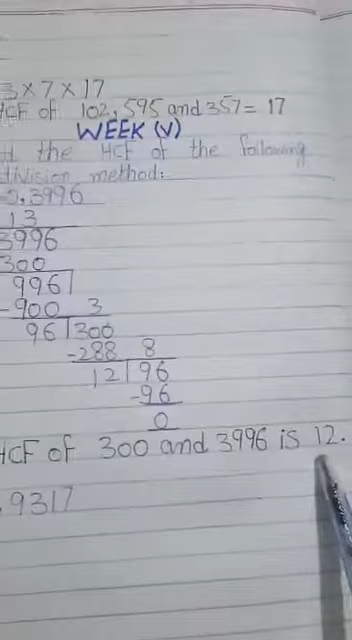 3 × 7 × 17
HCF of 102, 595 and 357 = 17
WEEK (V)
the HCF of the following
division method:
0,3996
13
3996
300
996
-900 3
96 300
-288 8
12 96
-96
0
HCF of 300 and 3996 is 12.
9317